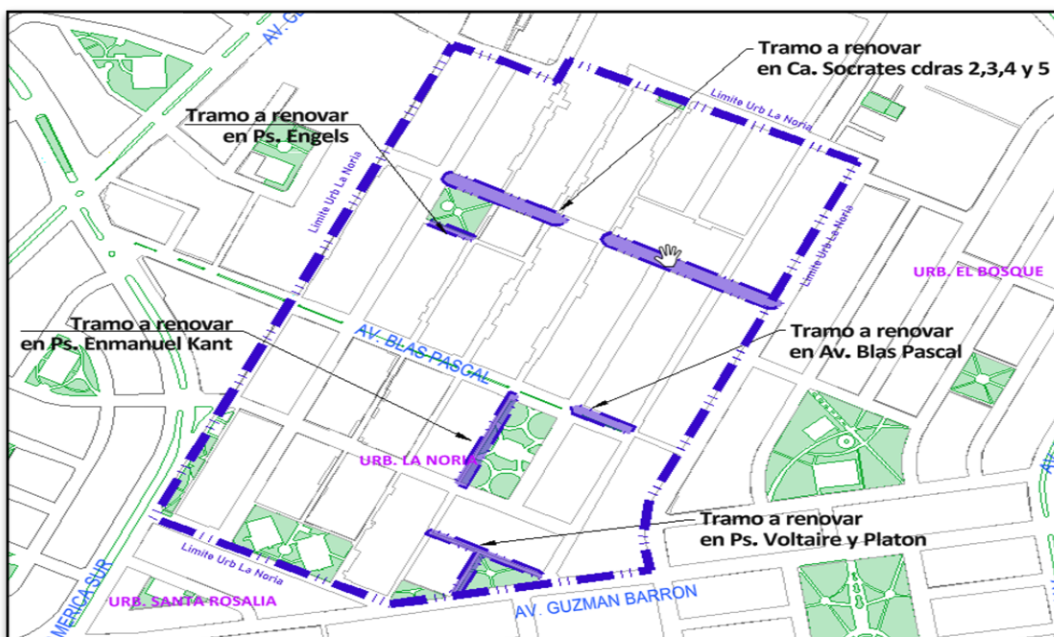 AV. G
Tramo a renovar
en Ca. Socrates cdras 2,3,4 y 5
Limite Urb La Noria
Tramo a renovar
en Ps. Engels
Limite Urb La Noria
Limite Urb La Noria
URB. EL BOSQUE
Tramo a renovar
en Ps. Enmanuel Kant
AV. BLAS PASCAL
Tramo a renovar
en Av. Blas Pascal
URB. LA NORIA
AV
Tramo a renovar
en Ps. Voltaire y Platon
Limite Urb La Noria
MERICA SUR
URB. SANTA ROSALIA
AV. GUZMAN BARRON